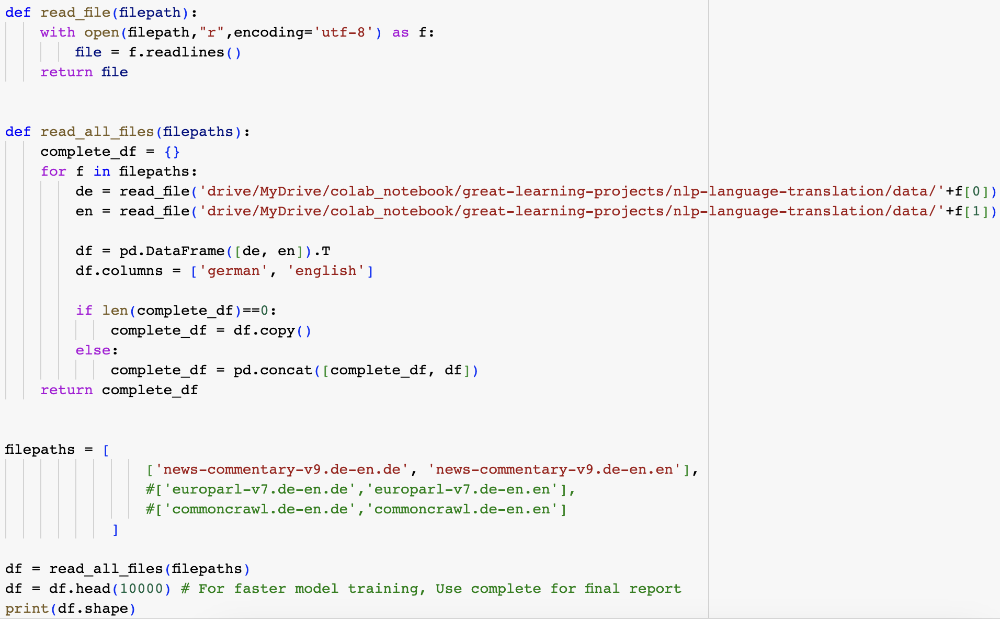 def read_file(filepath):
    with open(filepath,"r",encoding='utf-8') as f:
        file = f.readlines()
    return file
def read_all_files(filepaths):
    complete_df = {}
    for f in filepaths:
        de = read_file('drive/MyDrive/colab_notebook/great-learning-projects/nlp-language-translation/data/'+f[0])
        en = read_file('drive/MyDrive/colab_notebook/great-learning-projects/nlp-language-translation/data/'+f[1])
        df = pd.DataFrame([de, en]).T
        df.columns = ['german', 'english']
        if len(complete_df)==0:
            complete_df = df.copy()
        else:
            complete_df = pd.concat([complete_df, df])
    return complete_df
filepaths = [
                ['news-commentary-v9.de-en.de', 'news-commentary-v9.de-en.en'],
                #['europarl-v7.de-en.de','europarl-v7.de-en.en'],
                #['commoncrawl.de-en.de','commoncrawl.de-en.en']
            ]
df = read_all_files(filepaths)
df = df.head(10000) # For faster model training, Use complete for final report
print(df.shape)